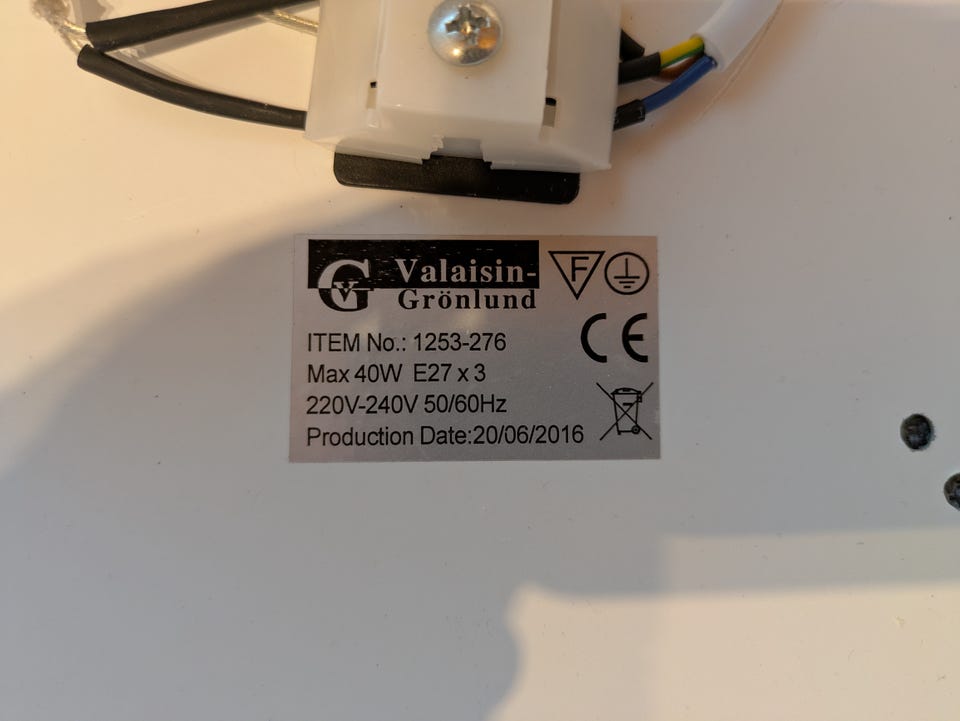 GV Valaisin-
Grönlund
F
CE
ITEM No.: 1253-276
Max 40W E27 x 3
220V-240V 50/60Hz
Production Date:20/06/2016